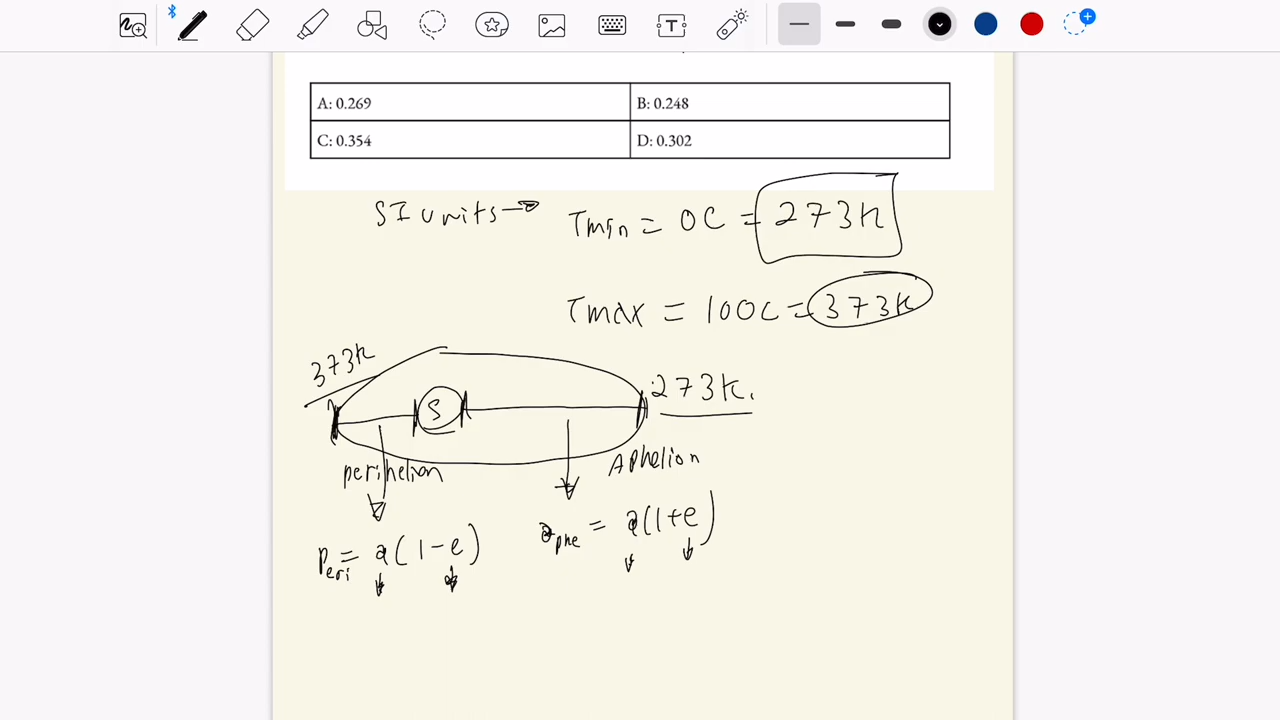 A: 0.269
B: 0.248
C: 0.354
D: 0.302
SI units → Tmin = 0C = 273K
Tmax = 100C = 373K
373K
S
273K.
perihelion
Aphelion
Peri = a(1-e)
aphe = a(1+e)